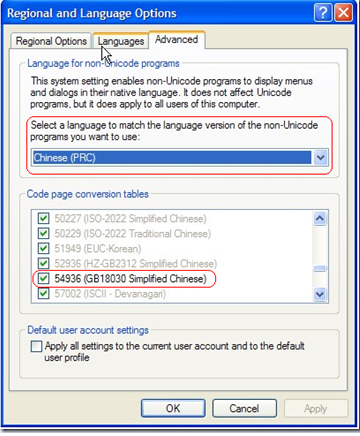 Regional and Language Options
Regional Options
Languages
Advanced
Language for non-Unicode programs
This system setting enables non-Unicode programs to display menus
and dialogs in their native language. It does not affect Unicode
programs, but it does apply to all users of this computer.
Select a language to match the language version of the non-Unicode
programs you want to use:
Chinese (PRC)
Code page conversion tables
50227 (ISO-2022 Simplified Chinese)
50229 (ISO-2022 Traditional Chinese)
51949 (EUC-Korean)
52936 (HZ-GB2312 Simplified Chinese)
54936 (GB18030 Simplified Chinese)
57002 (ISCII - Devanagari)
Default user account settings
Apply all settings to the current user account and to the default
user profile
OK
Cancel
Apply